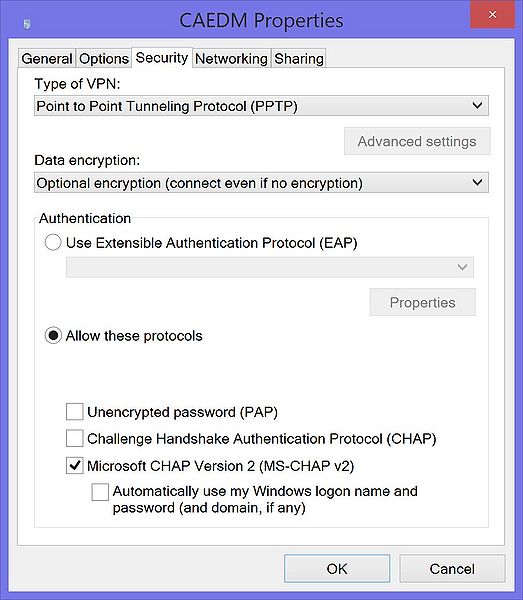 CAEDM Properties
General Options Security Networking Sharing
Type of VPN:
Point to Point Tunneling Protocol (PPTP)
Advanced settings
Data encryption:
Optional encryption (connect even if no encryption)
Authentication
Use Extensible Authentication Protocol (EAP)
Properties
Allow these protocols
Unencrypted password (PAP)
Challenge Handshake Authentication Protocol (CHAP)
Microsoft CHAP Version 2 (MS-CHAP v2)
Automatically use my Windows logon name and
password (and domain, if any)
OK Cancel